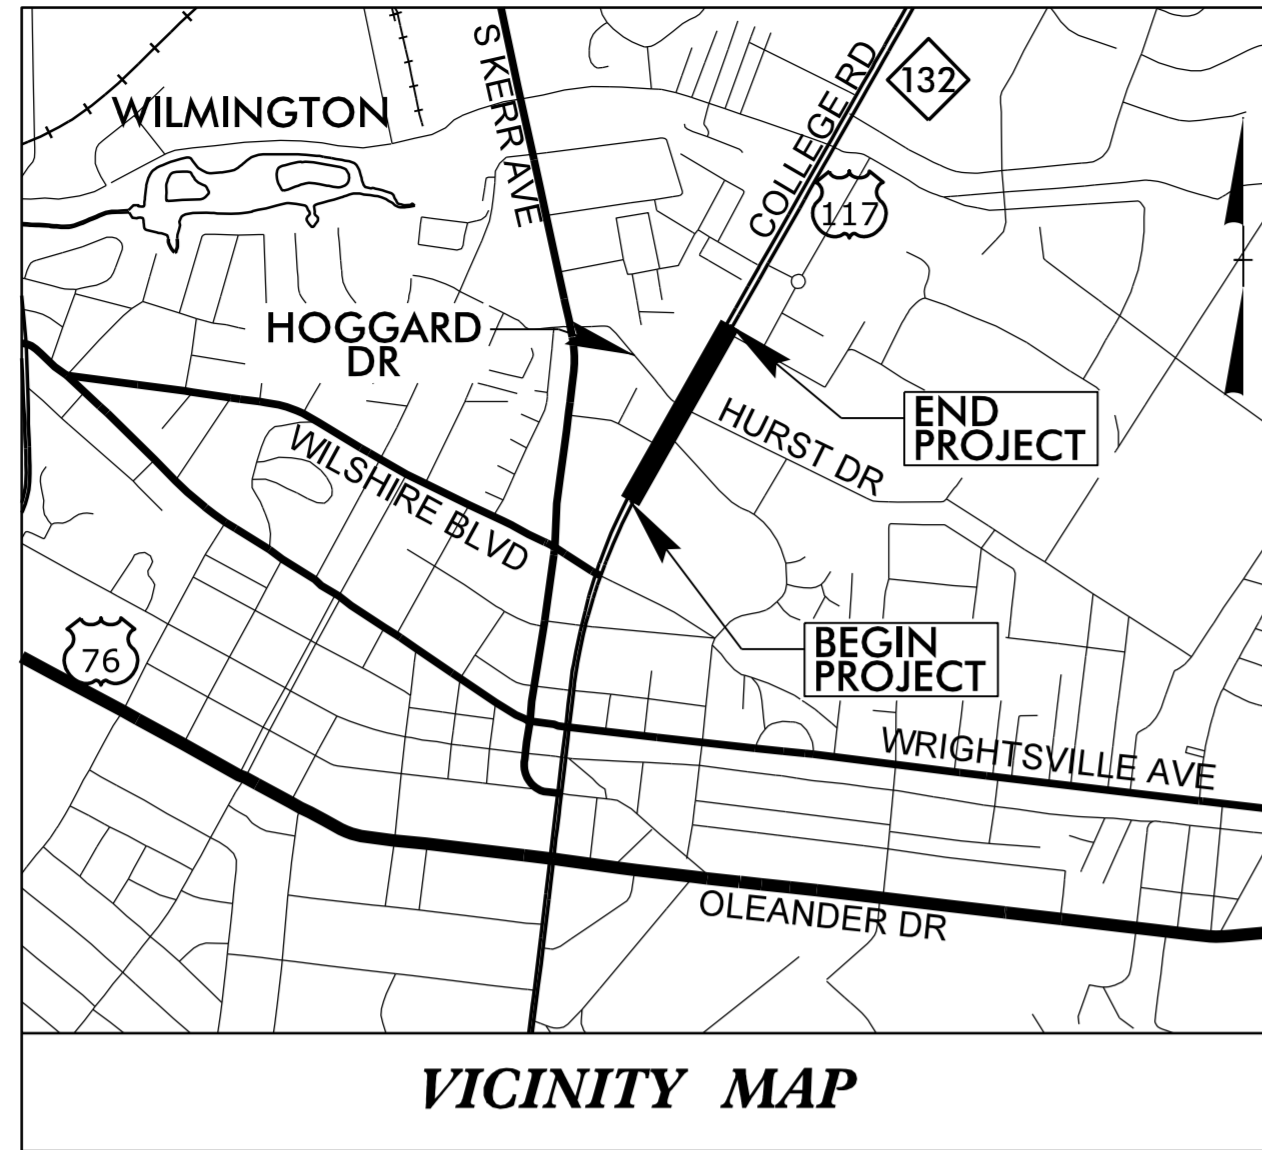 S KERR AVE
COLLEGE RD
132
WILMINGTON
117
HOGGARD
DR
END
PROJECT
HURST DR
WILSHIRE BLVD
BEGIN
PROJECT
76
WRIGHTSVILLE AVE
OLEANDER DR
VICINITY MAP